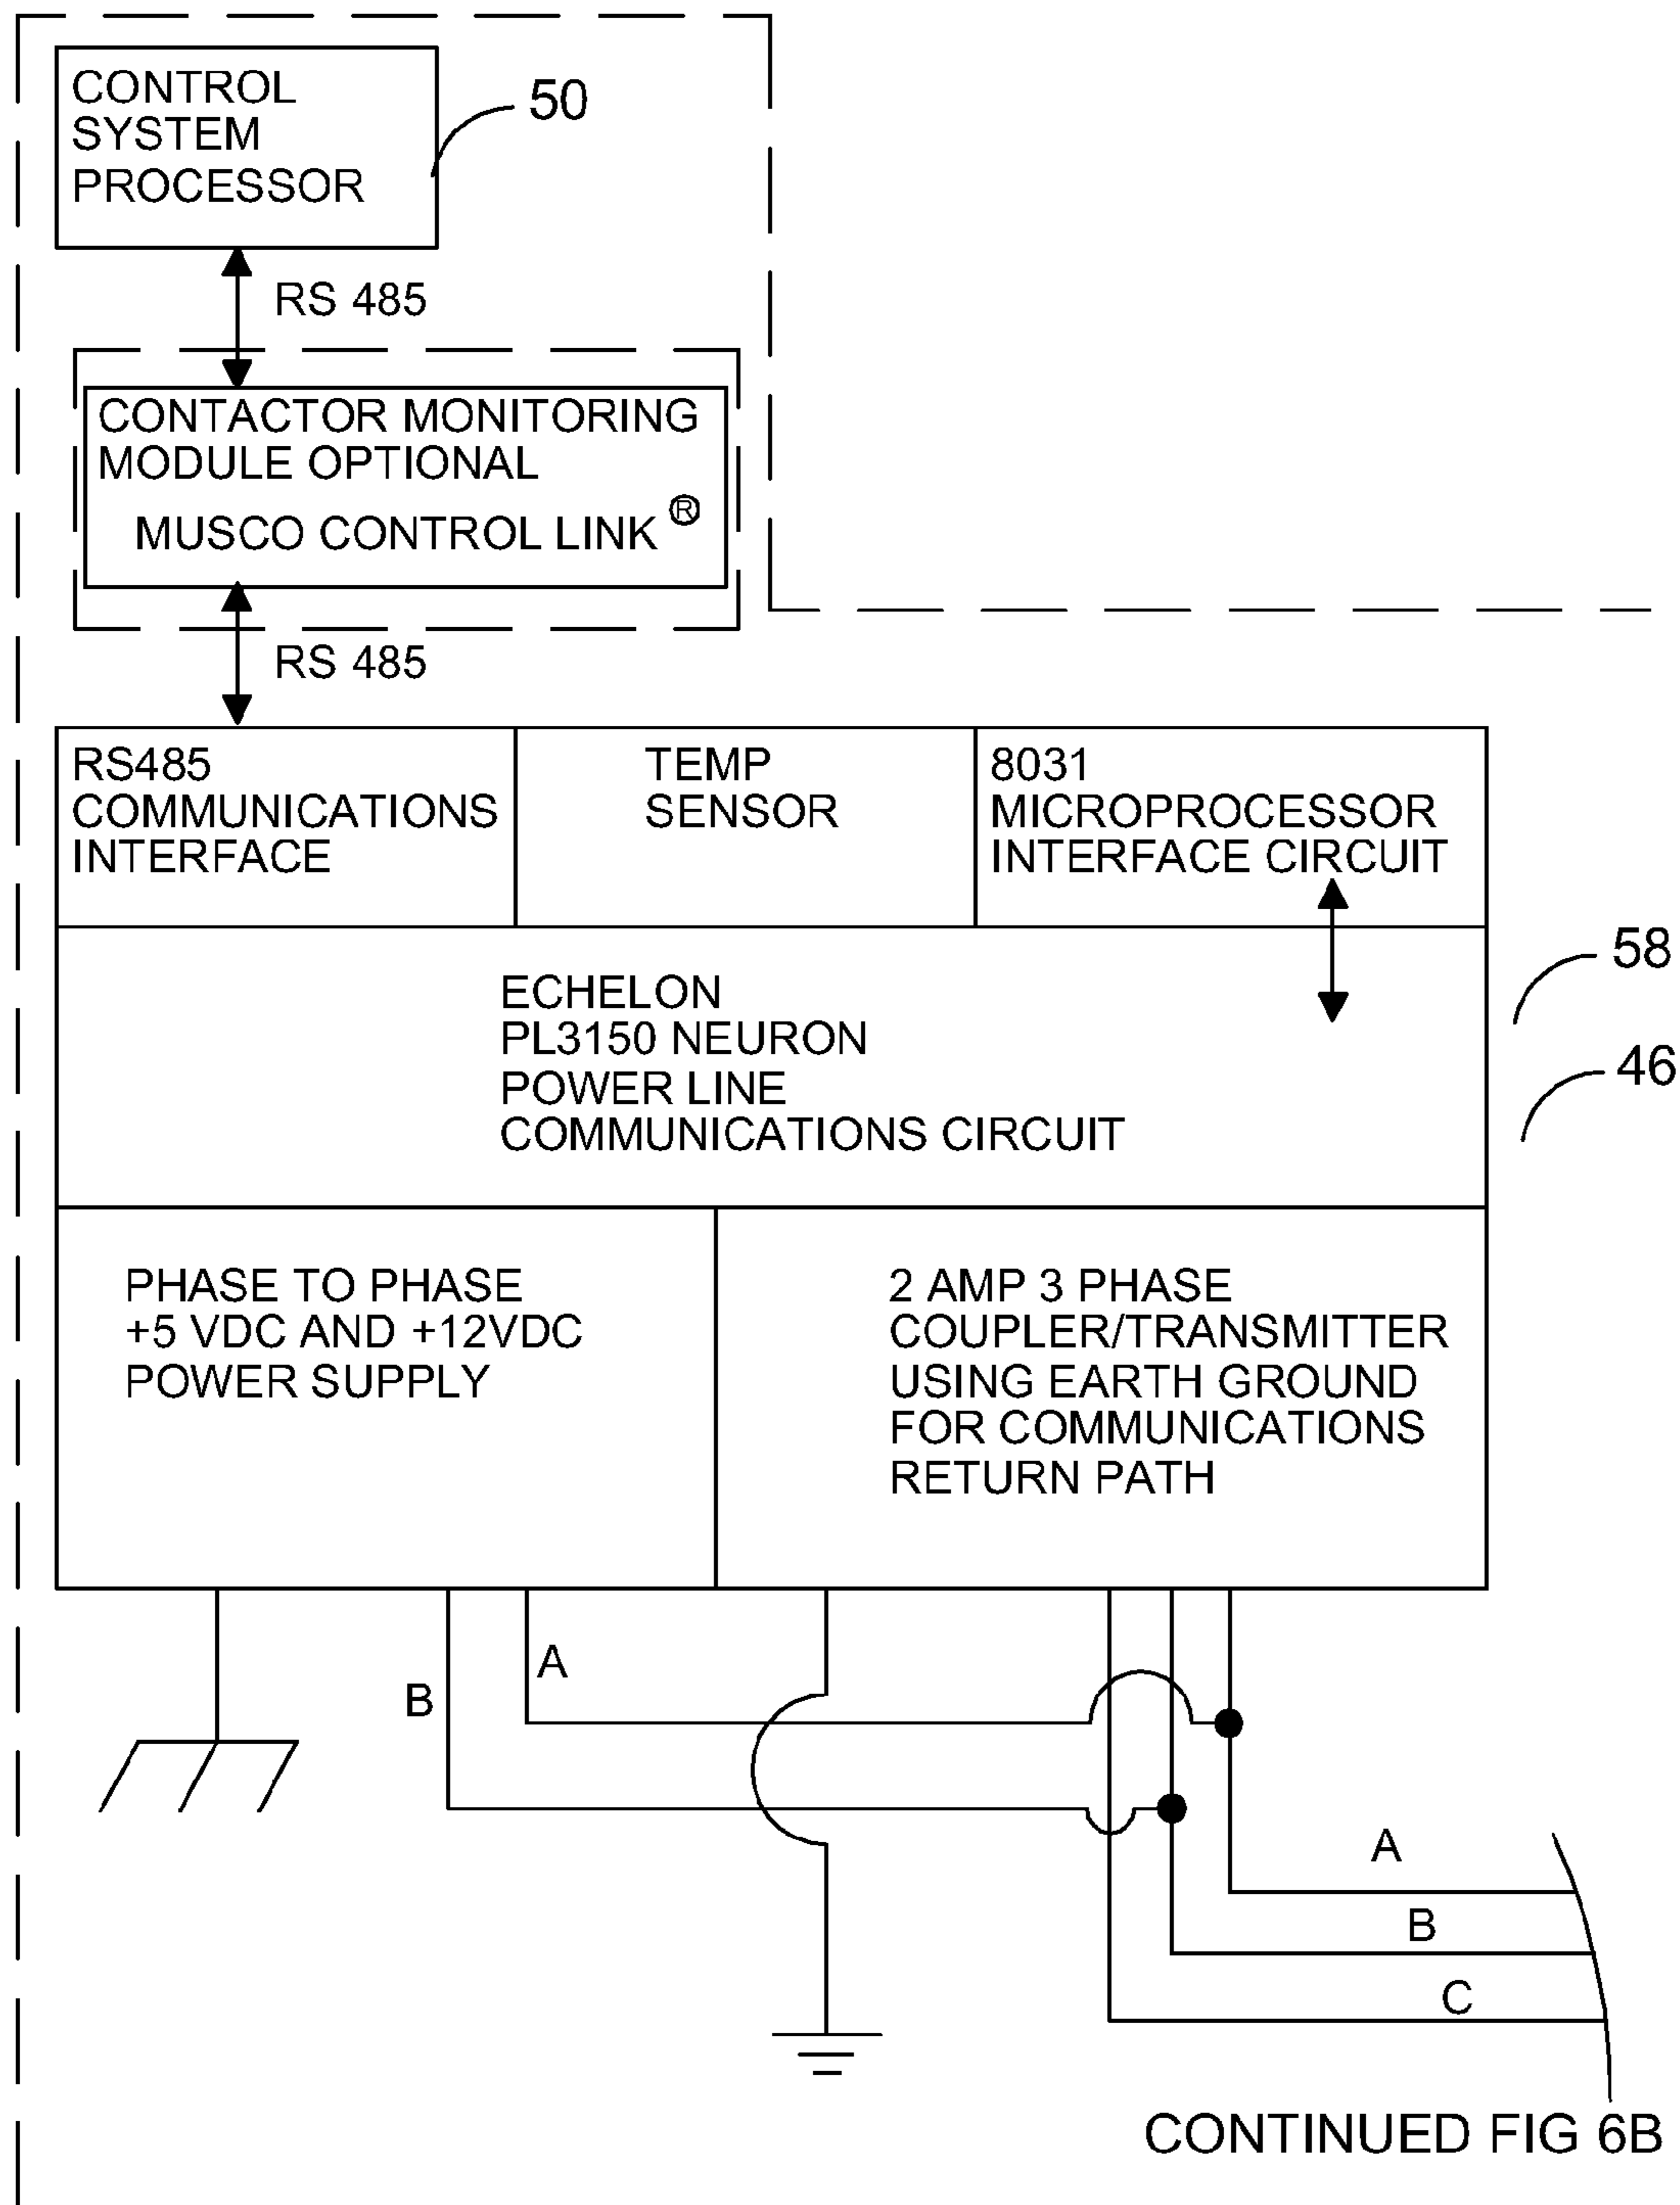 CONTROL
SYSTEM
PROCESSOR
50
RS 485
CONTACTOR MONITORING
MODULE OPTIONAL
MUSCO CONTROL LINK ®
RS 485
RS485
COMMUNICATIONS
INTERFACE
TEMP
SENSOR
8031
MICROPROCESSOR
INTERFACE CIRCUIT
58
46
ECHELON
PL3150 NEURON
POWER LINE
COMMUNICATIONS CIRCUIT
PHASE TO PHASE
+5 VDC AND +12VDC
POWER SUPPLY
2 AMP 3 PHASE
COUPLER/TRANSMITTER
USING EARTH GROUND
FOR COMMUNICATIONS
RETURN PATH
A
B
A
B
C
CONTINUED FIG 6B